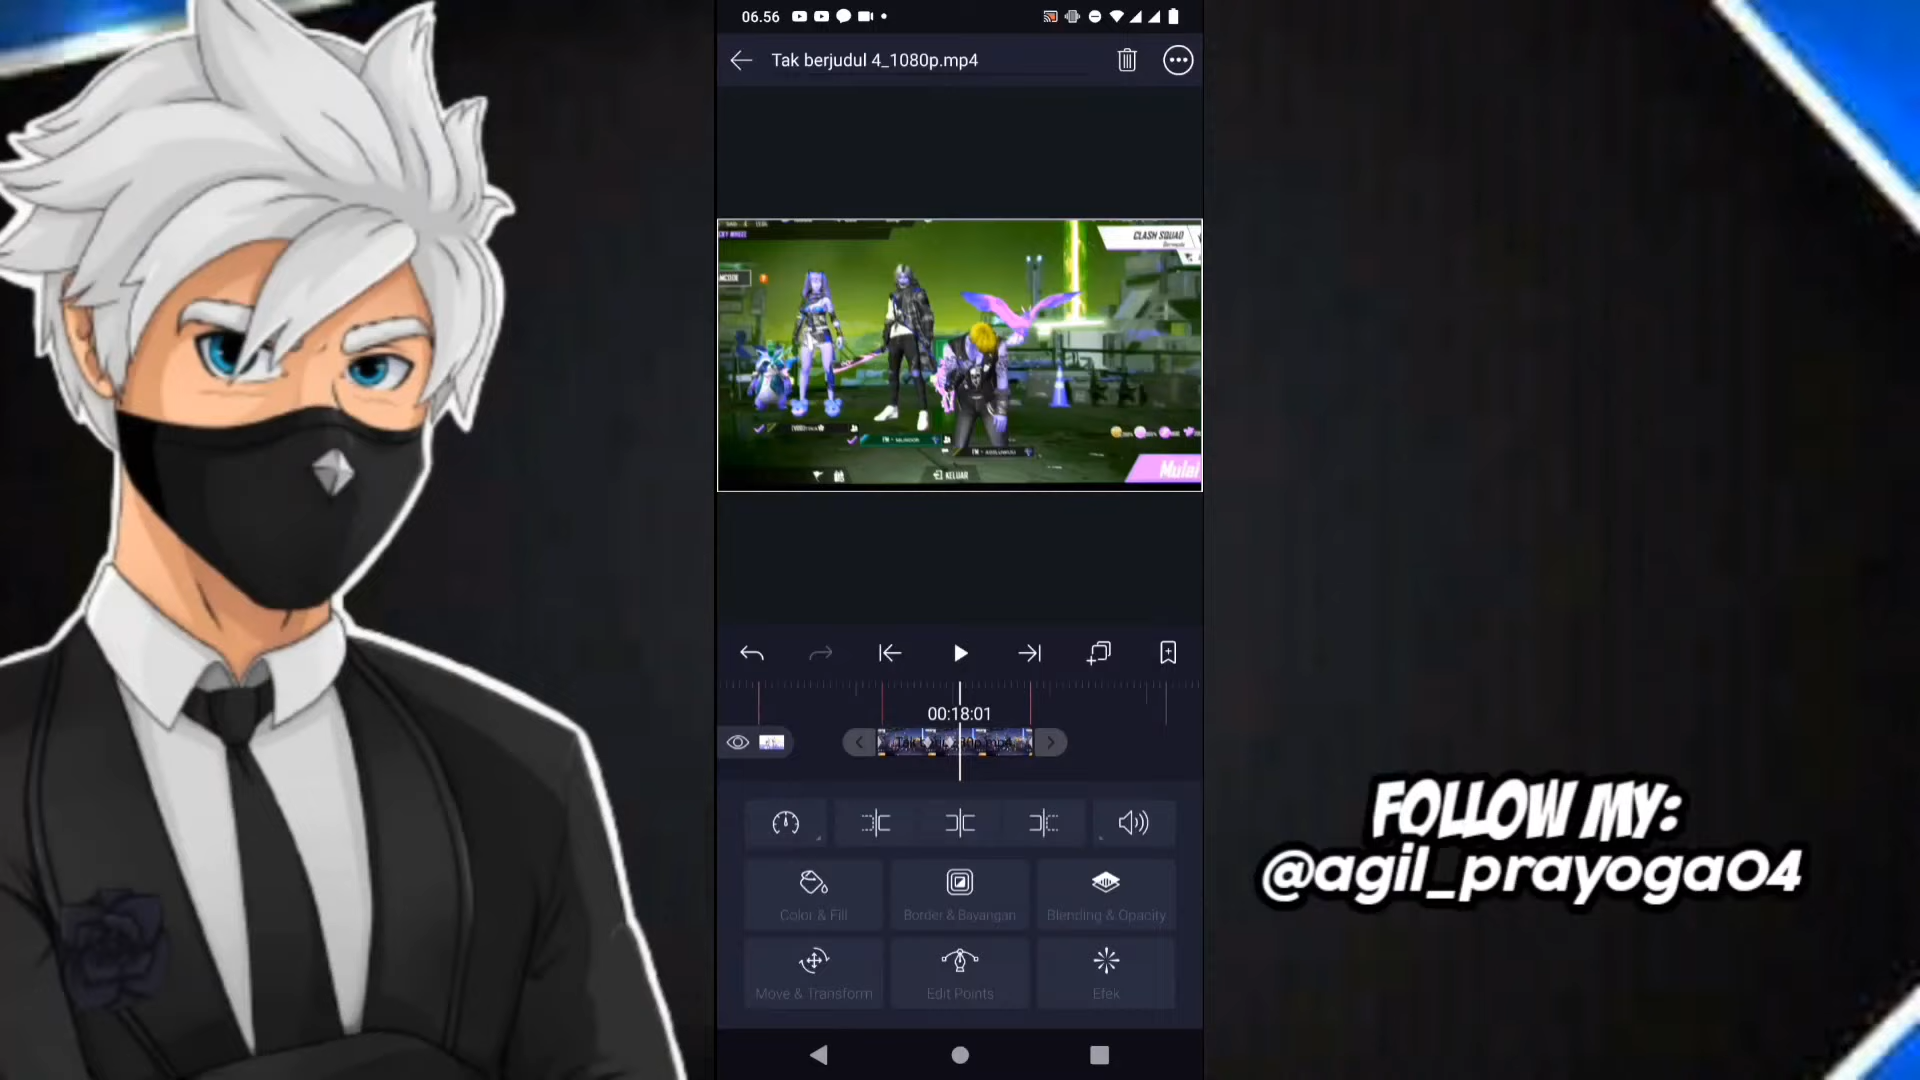 06.56
Tak berjudul 4_1080p.mp4
CLASH SQUAD
KELUAR
Mulai
00:18:01
Color & Fill
Border & Bayangan
Blending & Opacity
Move & Transform
Edit Points
Efek
FOLLOW MY:
@agil_prayoga04